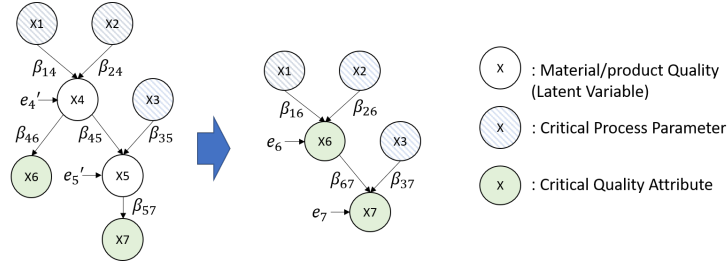 X1
X2
β14
β24
e4′
X4
X3
β46
β45
β35
X6
e5′
X5
β57
X7
X1
X2
β16
β26
e6
X6
X3
β67
β37
e7
X7
X
: Material/product Quality
(Latent Variable)
X
: Critical Process Parameter
X
: Critical Quality Attribute